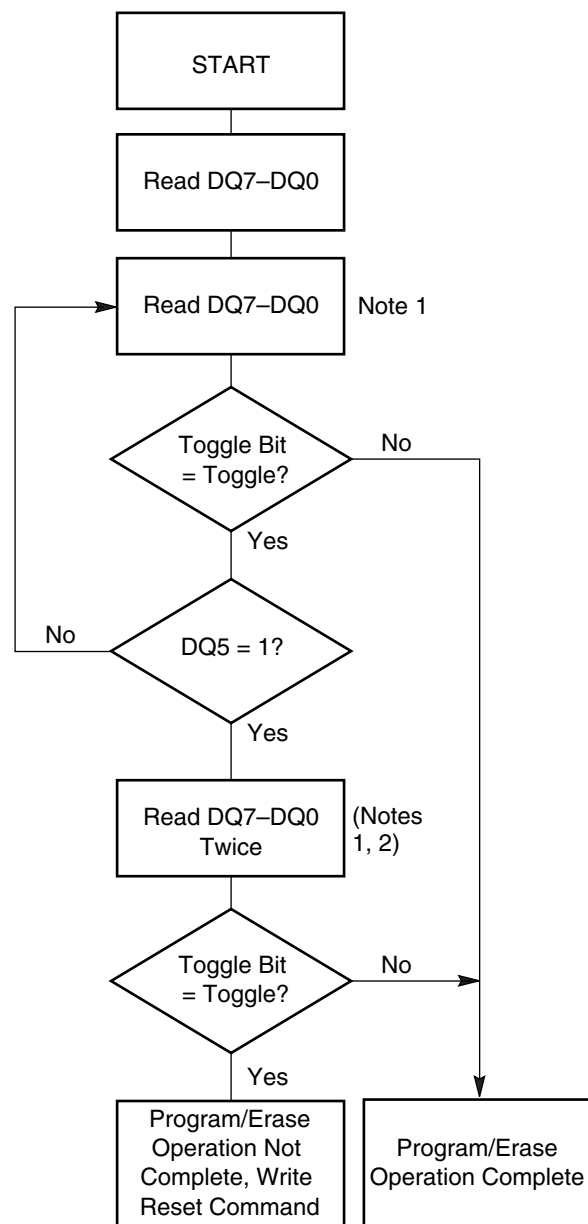 START
Read DQ7–DQ0
Read DQ7–DQ0
Note 1
Toggle Bit
= Toggle?
No
Yes
No
DQ5 = 1?
Yes
Read DQ7–DQ0
Twice
(Notes
1, 2)
Toggle Bit
= Toggle?
No
Yes
Program/Erase
Operation Not
Complete, Write
Reset Command
Program/Erase
Operation Complete